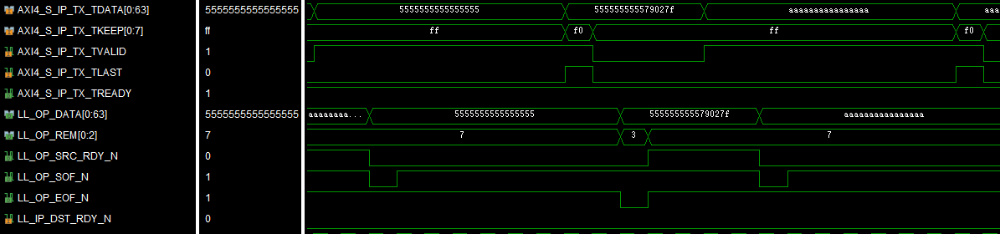 AXI4_S_IP_TX_TDATA[0:63] 5555555555555555 5555555555555555 555555555579027f aaaaaaaaaaaaaaaa aaa
AXI4_S_IP_TX_TKEEP[0:7] ff ff f0 ff f0
AXI4_S_IP_TX_TVALID 1
AXI4_S_IP_TX_TLAST 0
AXI4_S_IP_TX_TREADY 1
LL_OP_DATA[0:63] 5555555555555555 aaaaaaaa... 5555555555555555 555555555579027f aaaaaaaaaaaaaaaa
LL_OP_REM[0:2] 7 7 3 7
LL_OP_SRC_RDY_N 0
LL_OP_SOF_N 1
LL_OP_EOF_N 1
LL_IP_DST_RDY_N 0